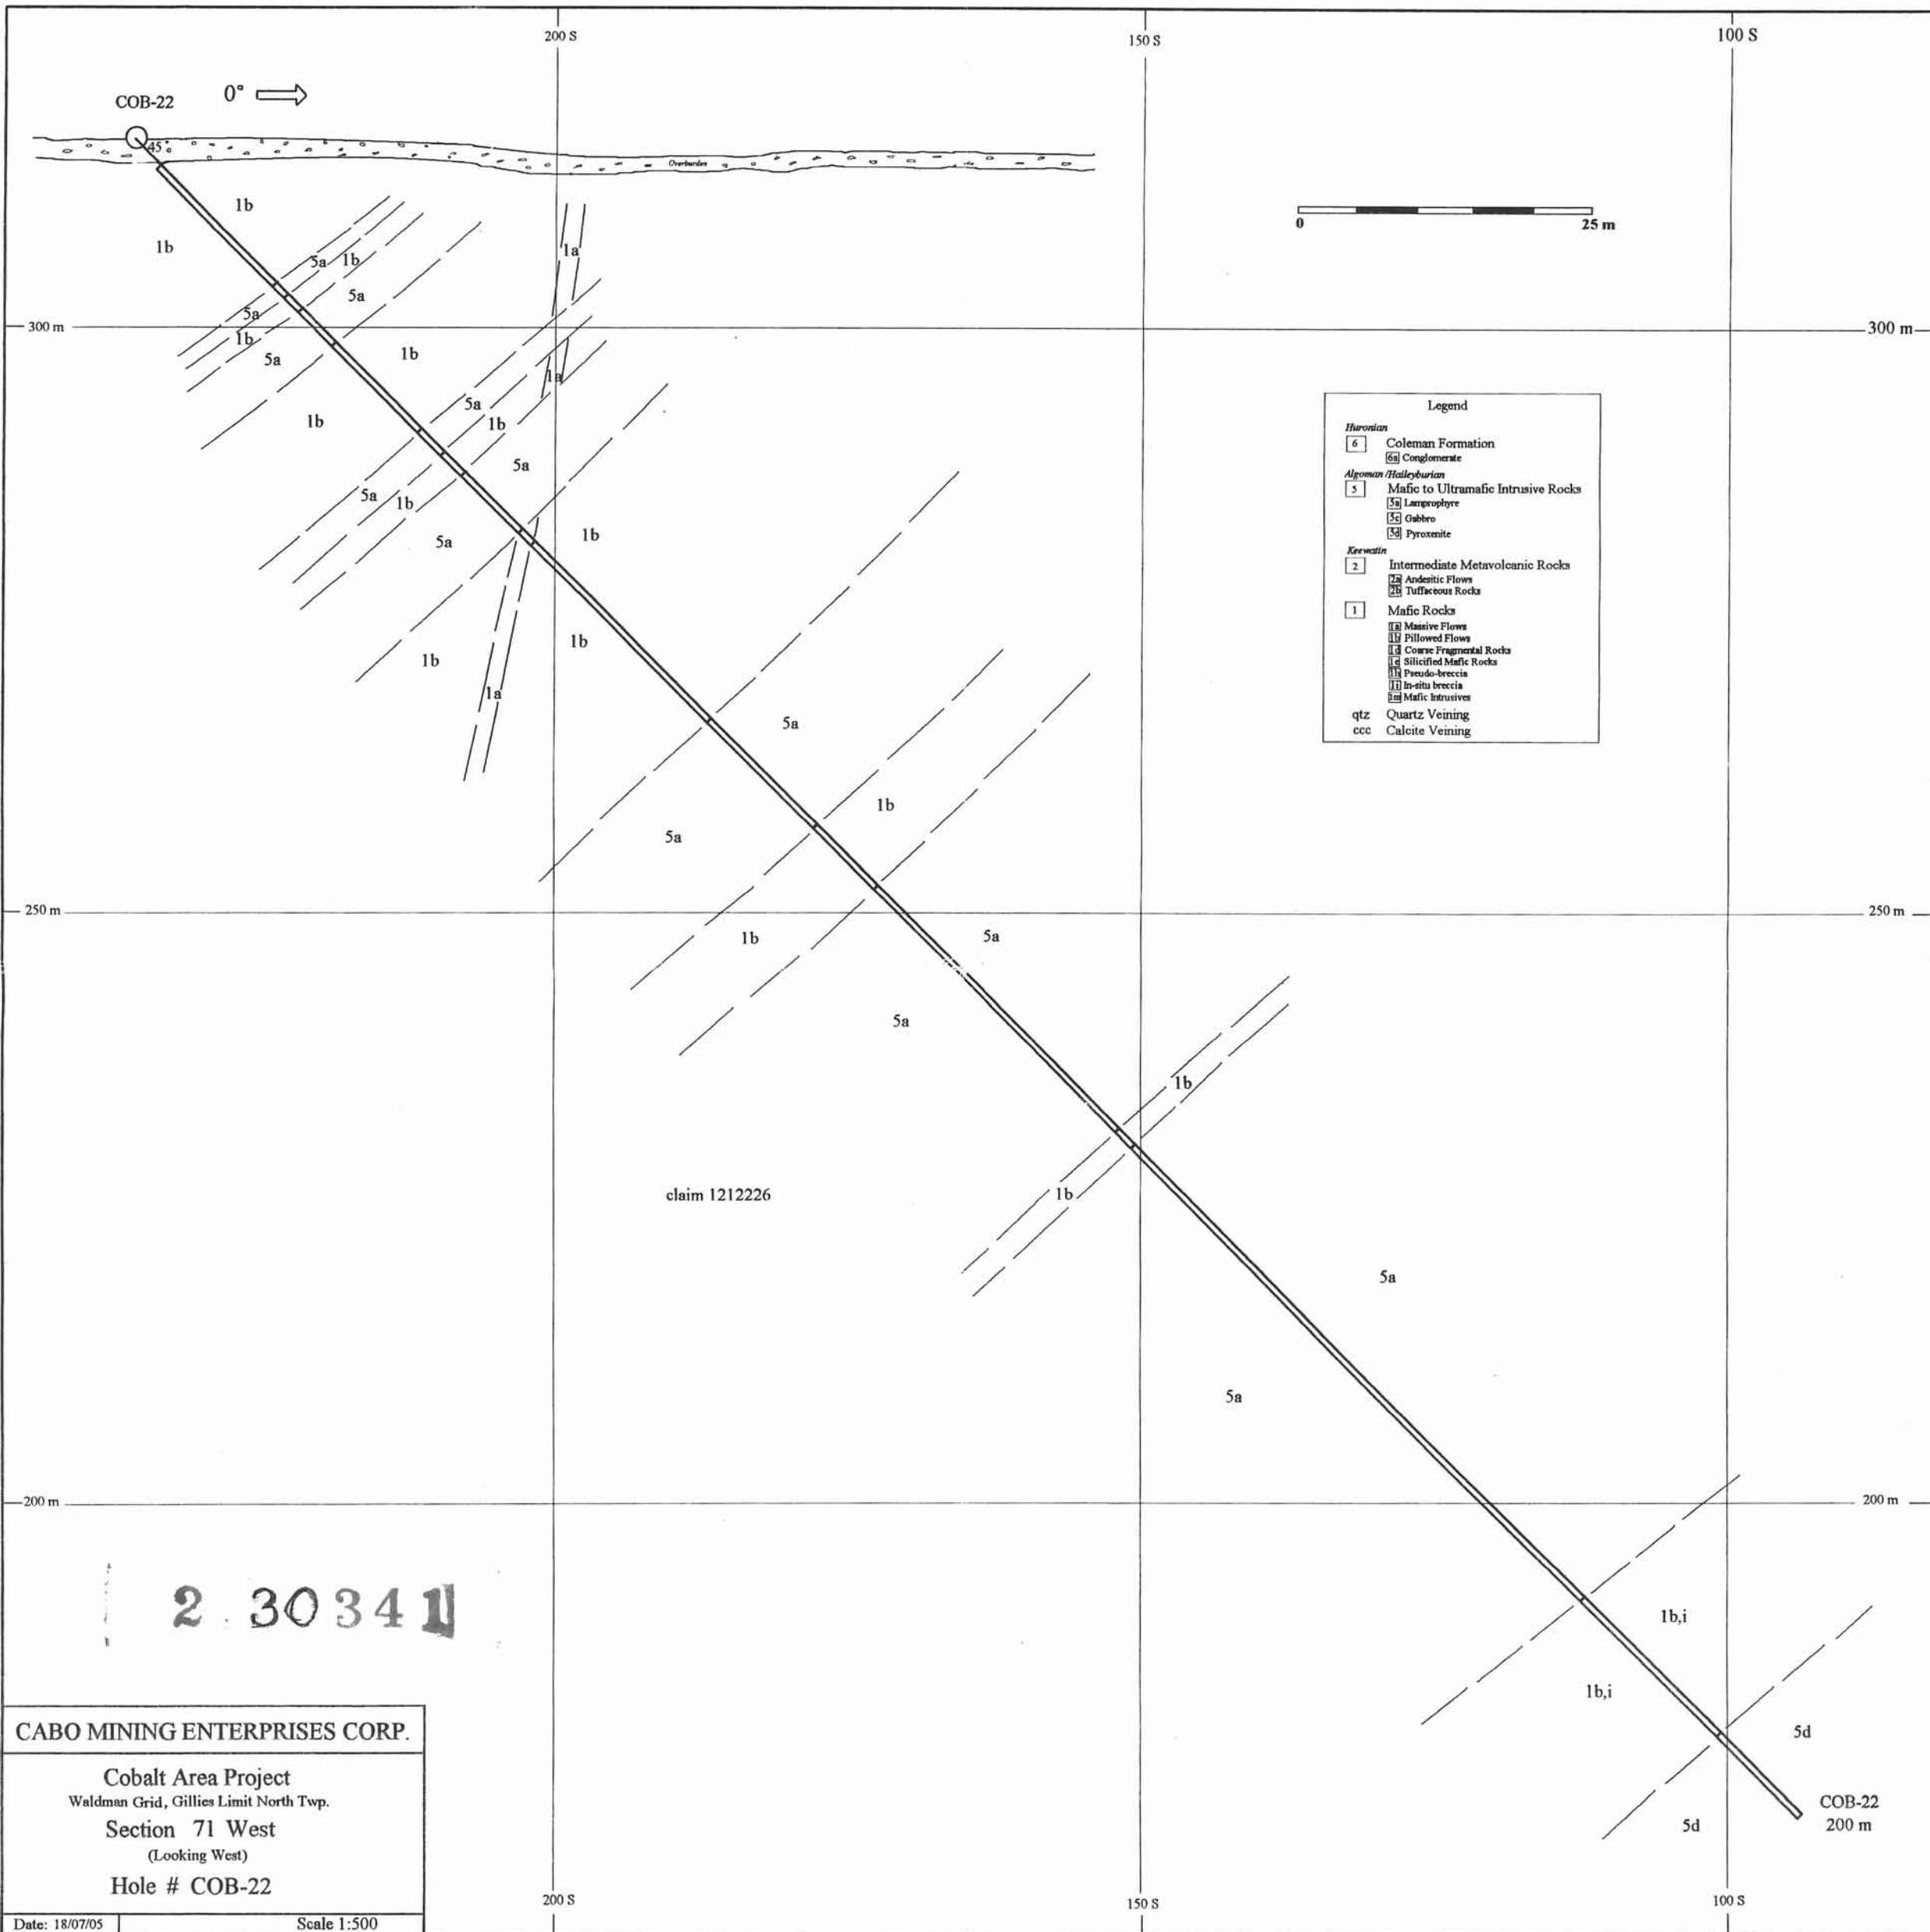 200 S
150 S
100 S
COB-22
0°
45°
Overburden
1b
1b
5a
1b
5a
5a
1b
5a
1a
0
25 m
300 m
300 m
1b
1a
1b
5a
1b
5a
5a
1b
5a
1b
1b
1b
1a
5a
1b
5a
250 m
250 m
1b
5a
5a
1b
1b
claim 1212226
5a
5a
200 m
200 m
1b,i
1b,i
5d
5d
COB-22
200 m
Legend
Huronian
6 Coleman Formation
6a Conglomerate
Algoman /Haileyburian
5 Mafic to Ultramafic Intrusive Rocks
5a Lamprophyre
5c Gabbro
5d Pyroxenite
Keewatin
2 Intermediate Metavolcanic Rocks
2a Andesitic Flows
2b Tuffaceous Rocks
1 Mafic Rocks
1a Massive Flows
1b Pillowed Flows
1d Coarse Fragmental Rocks
1e Silicified Mafic Rocks
1h Pseudo-breccia
1i In-situ breccia
1m Mafic Intrusives
qtz Quartz Veining
ccc Calcite Veining
2 . 30341
CABO MINING ENTERPRISES CORP.
Cobalt Area Project
Waldman Grid, Gillies Limit North Twp.
Section 71 West
(Looking West)
Hole # COB-22
Date: 18/07/05
Scale 1:500
200 S
150 S
100 S